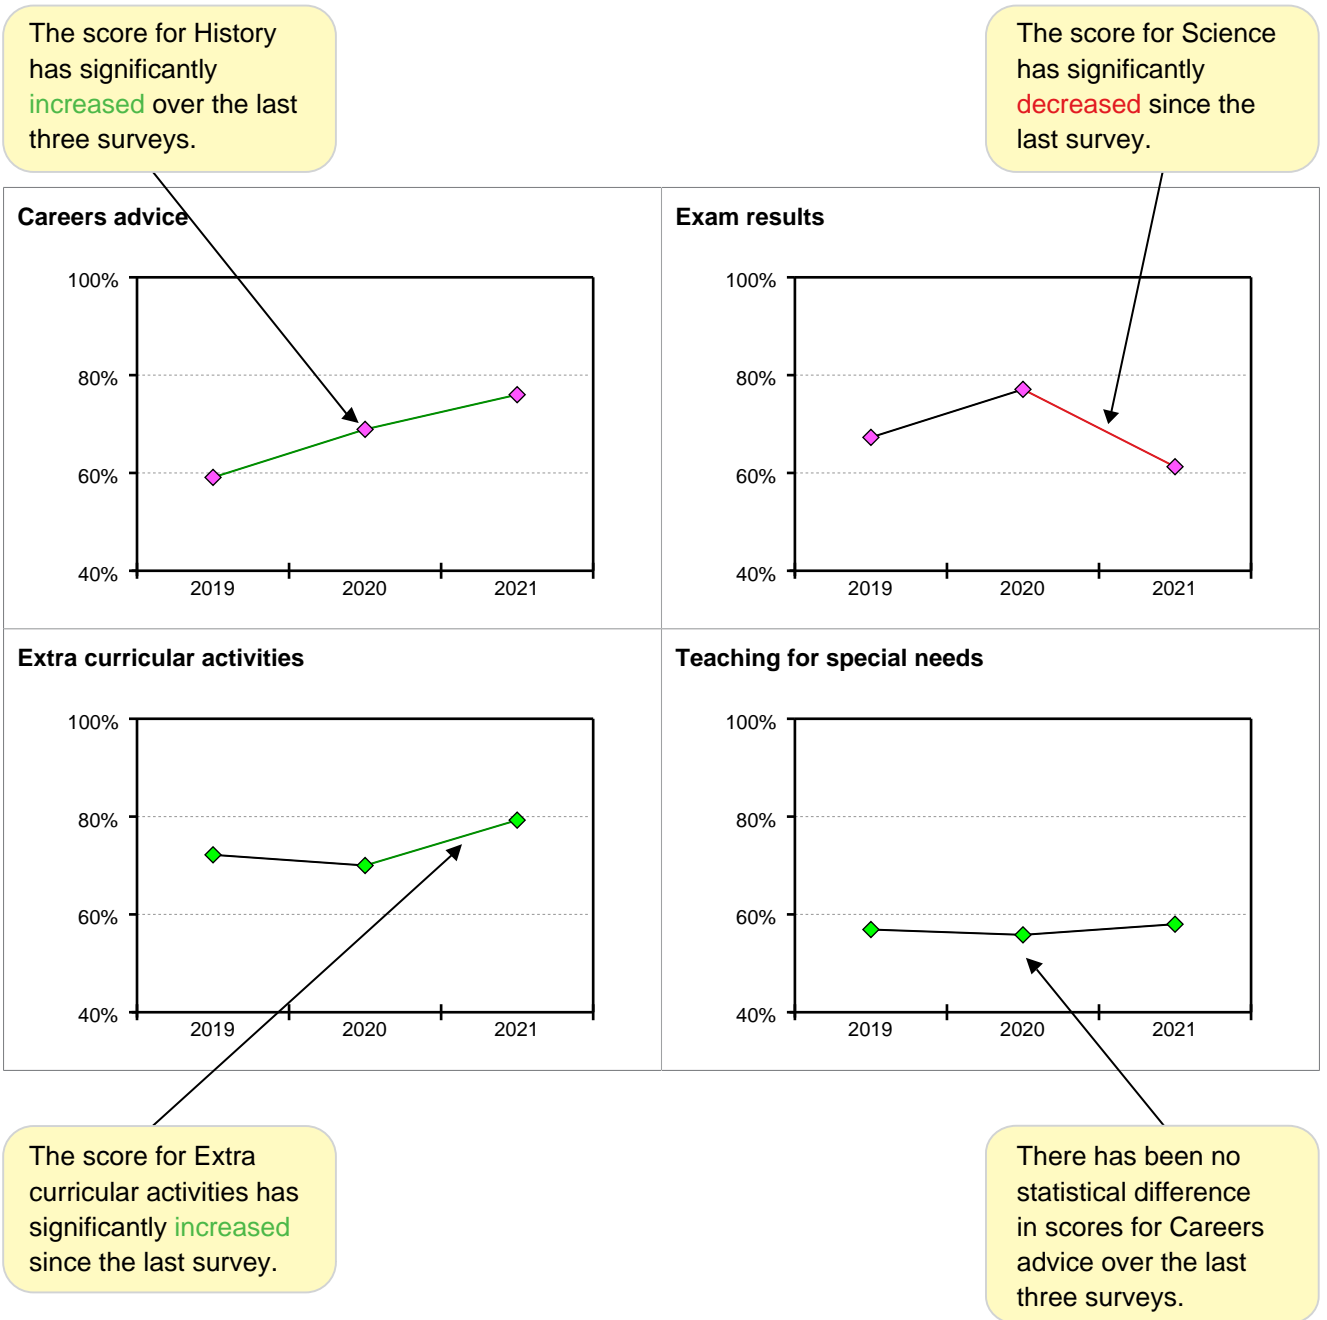 The score for History
has significantly
increased over the last
three surveys.
The score for Science
has significantly
decreased since the
last survey.
Careers advice
100%
80%
60%
40%
2019 2020 2021
Exam results
100%
80%
60%
40%
2019 2020 2021
Extra curricular activities
100%
80%
60%
40%
2019 2020 2021
Teaching for special needs
100%
80%
60%
40%
2019 2020 2021
The score for Extra
curricular activities has
significantly increased
since the last survey.
There has been no
statistical difference
in scores for Careers
advice over the last
three surveys.